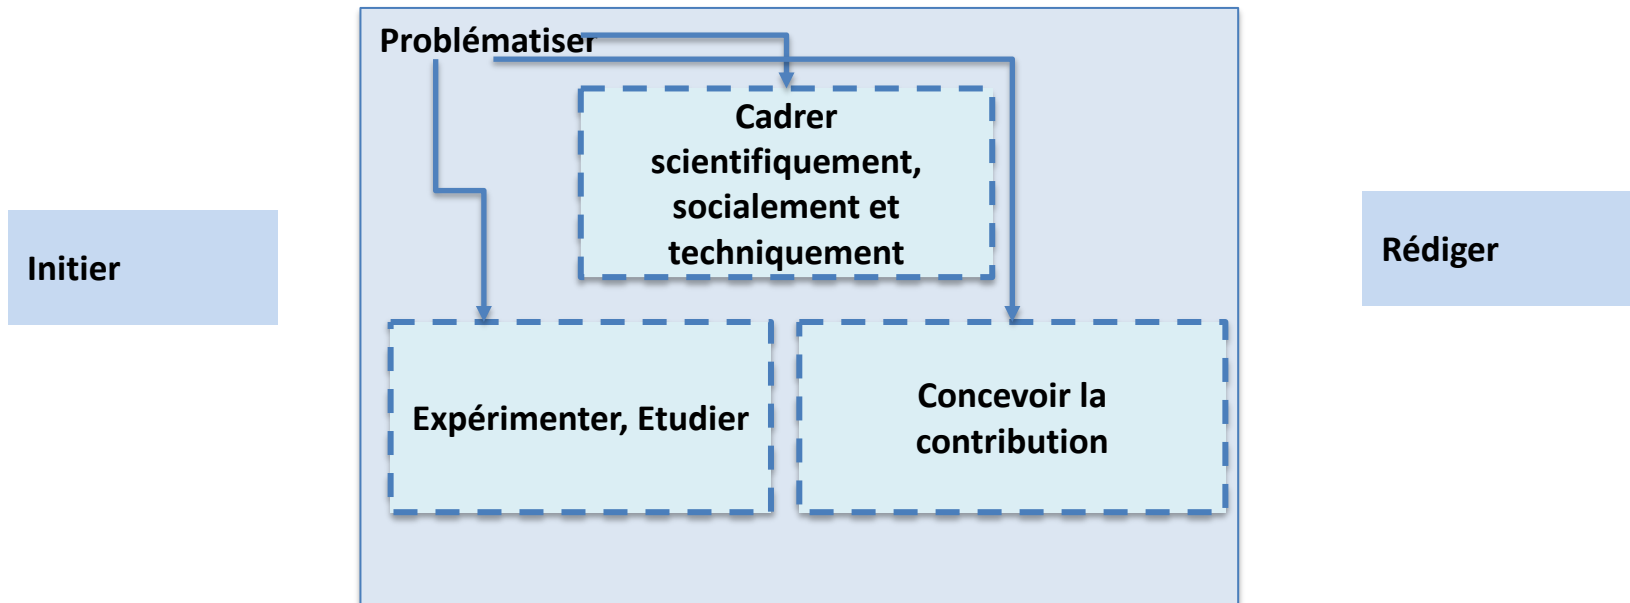 Problématiser
Cadrer
scientifiquement,
socialement et
techniquement
Initier
Rédiger
Expérimenter, Etudier
Concevoir la
contribution